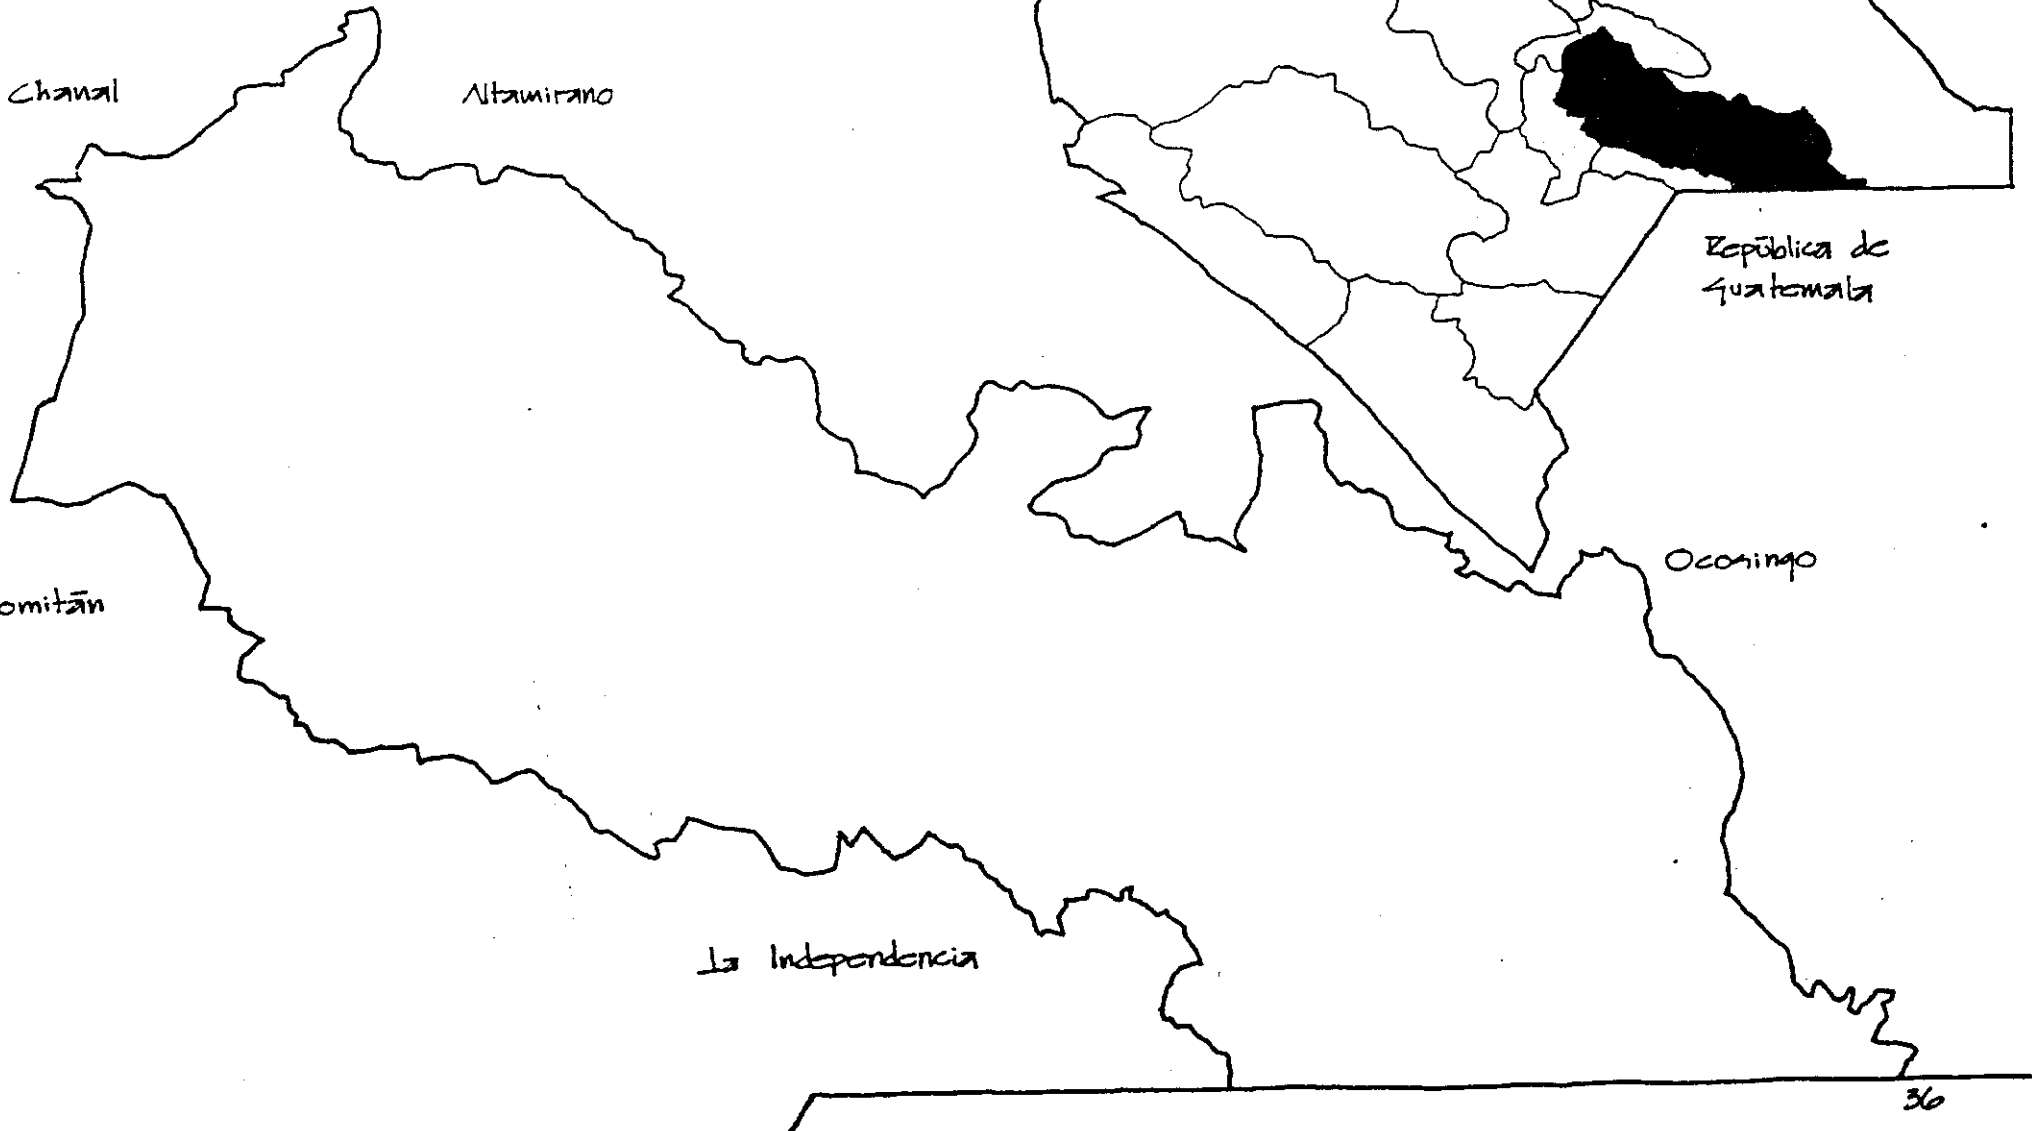 Chanal
Altamirano
República de
Guatemala
Ocosingo
omitán
La Independencia
36